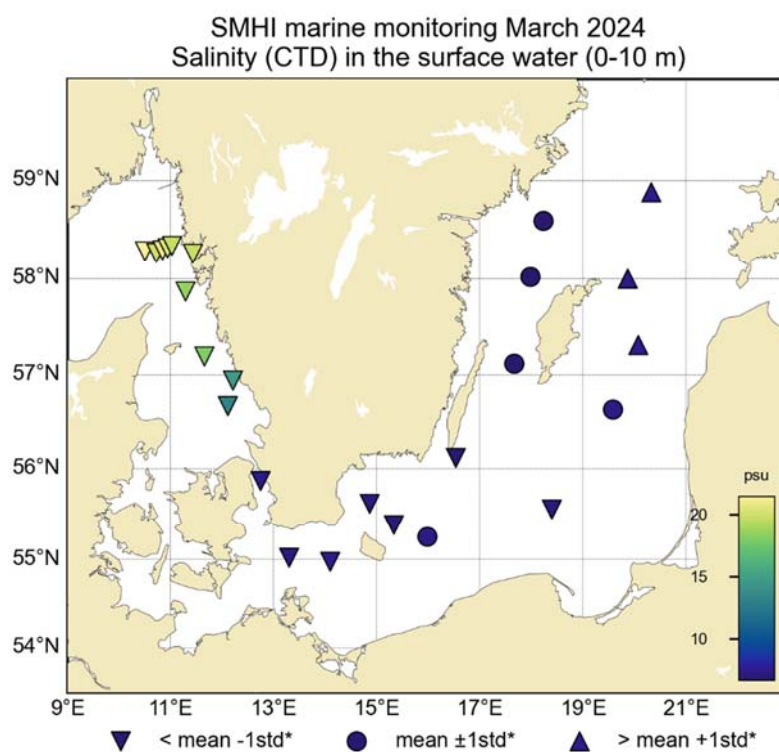 SMHI marine monitoring March 2024
Salinity (CTD) in the surface water (0-10 m)
59°N
58°N
57°N
56°N
55°N
54°N
psu
20
15
10
9°E 11°E 13°E 15°E 17°E 19°E 21°E
< mean -1std* mean ±1std* > mean +1std*